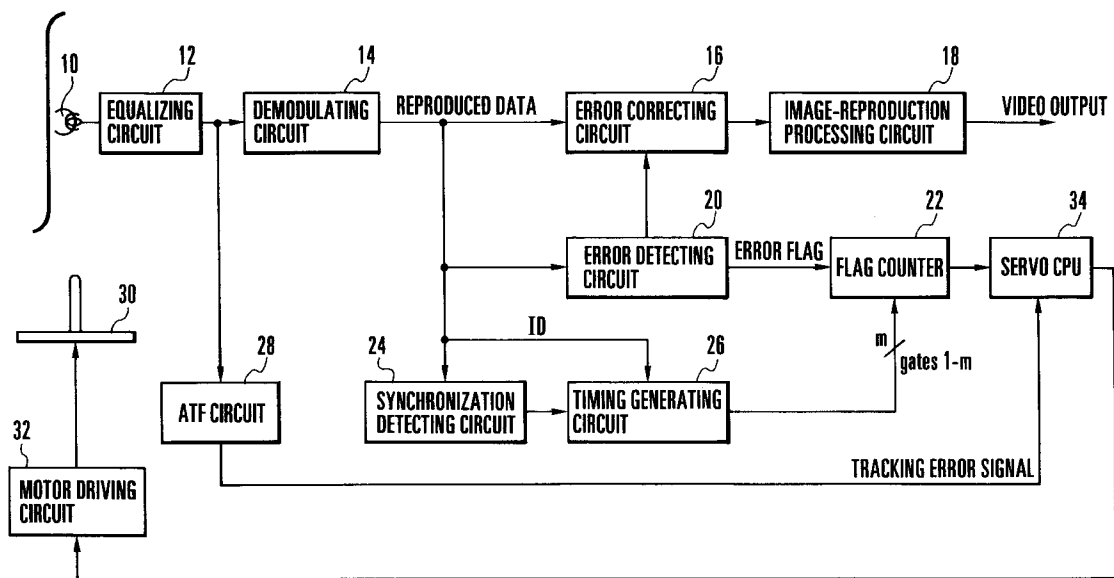 10
12
EQUALIZING
CIRCUIT
14
DEMODULATING
CIRCUIT
REPRODUCED DATA
16
ERROR CORRECTING
CIRCUIT
18
IMAGE-REPRODUCTION
PROCESSING CIRCUIT
VIDEO OUTPUT
20
ERROR DETECTING
CIRCUIT
ERROR FLAG
22
FLAG COUNTER
34
SERVO CPU
30
ID
m
gates 1-m
28
ATF CIRCUIT
24
SYNCHRONIZATION
DETECTING CIRCUIT
26
TIMING GENERATING
CIRCUIT
TRACKING ERROR SIGNAL
32
MOTOR DRIVING
CIRCUIT